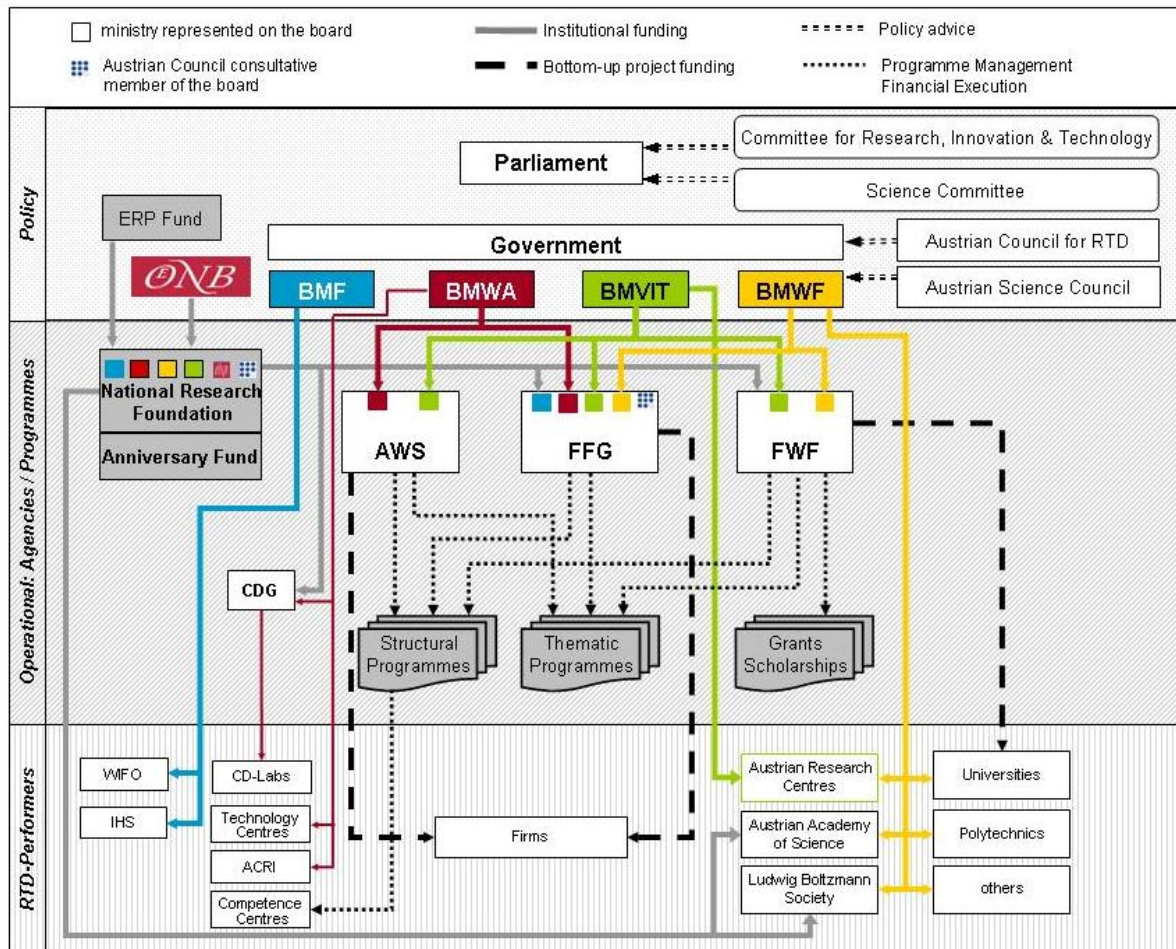 ministry represented on the board
Institutional funding
Policy advice
Austrian Council consultative
member of the board
Bottom-up project funding
Programme Management
Financial Execution
Policy
Committee for Research, Innovation & Technology
Parliament
Science Committee
ERP Fund
Government
Austrian Council for RTD
OeNB
BMF
BMWA
BMVIT
BMWF
Austrian Science Council
Operational: Agencies / Programmes
National Research
Foundation
Anniversary Fund
AWS
FFG
FWF
CDG
Structural
Programmes
Thematic
Programmes
Grants
Scholarships
RTD-Performers
WIFO
CD-Labs
Austrian Research
Centres
Universities
IHS
Technology
Centres
Firms
Austrian Academy
of Science
Polytechnics
ACRI
Ludwig Boltzmann
Society
others
Competence
Centres